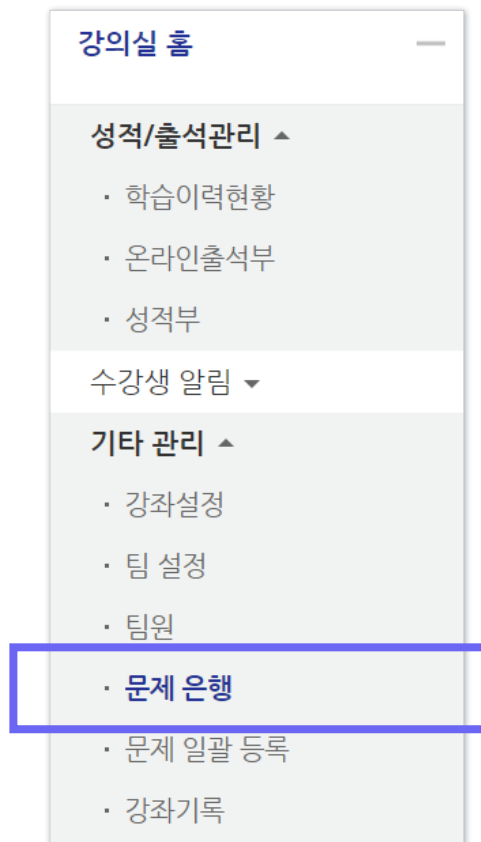 강의실 홈
성적/출석관리
학습이력현황
온라인출석부
성적부
수강생 알림
기타 관리
강좌설정
팀 설정
팀원
문제 은행
문제 일괄 등록
강좌기록